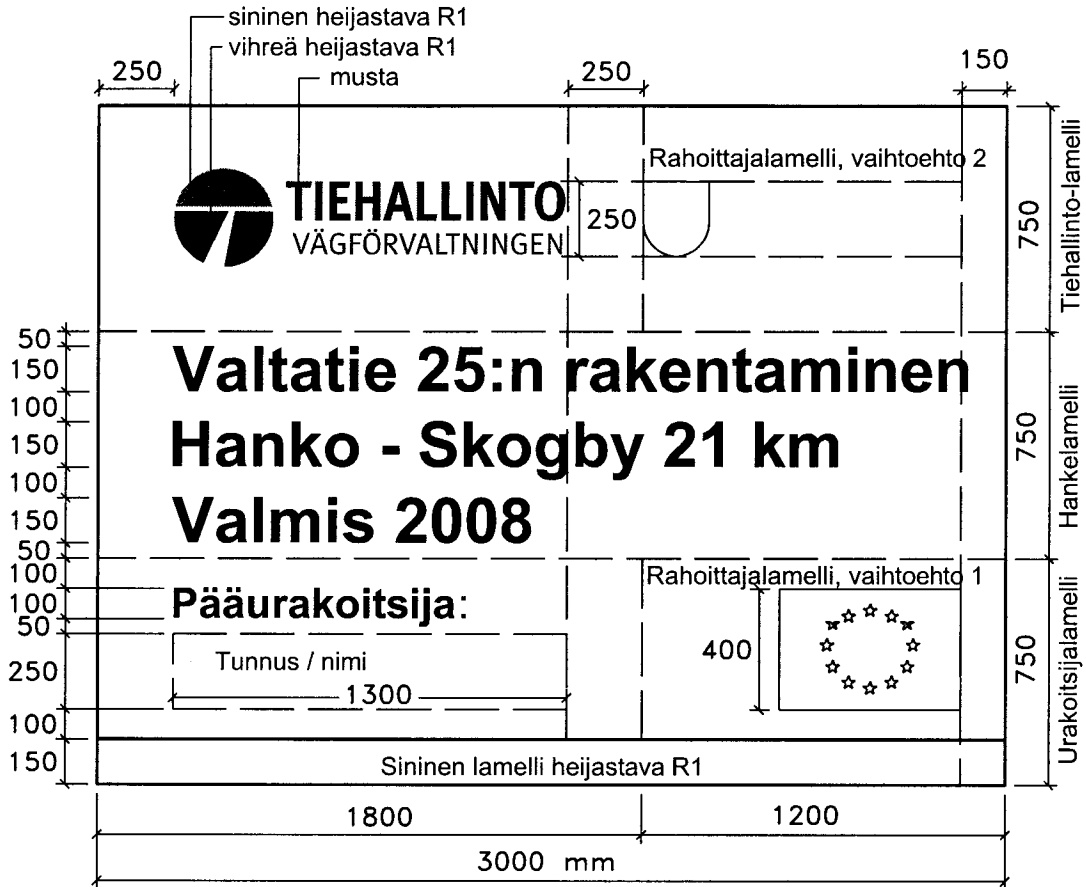 sininen heijastava R1
vihreä heijastava R1
musta
250
250
150
Rahoittajalamelli, vaihtoehto 2
TIEHALLINTO
VÄGFÖRVALTNINGEN
250
750
Tiehallinto-lamelli
50
150
100
150
100
150
50
Valtatie 25:n rakentaminen
Hanko - Skogby 21 km
Valmis 2008
750
Hankelamelli
100
100
50
250
100
150
Pääurakoitsija:
Tunnus / nimi
1300
Rahoittajalamelli, vaihtoehto 1
400
750
Urakoitsijalamelli
Sininen lamelli heijastava R1
1800
1200
3000 mm